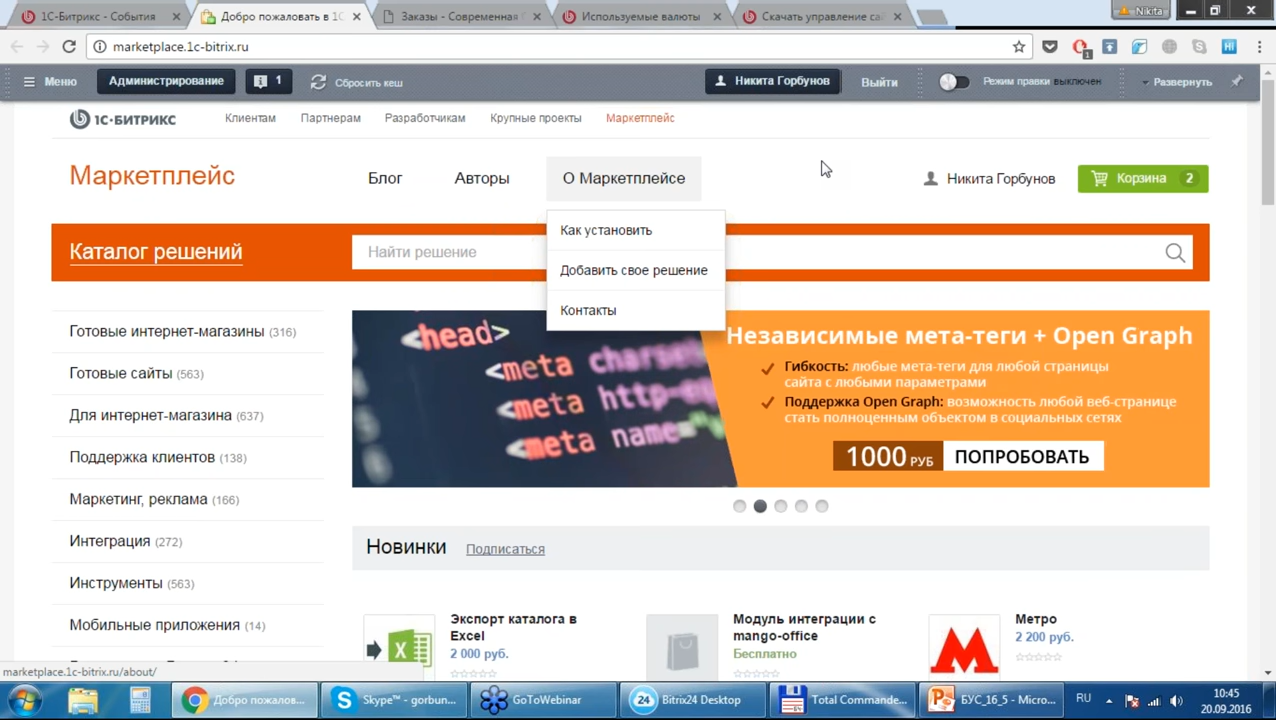 1С-Битрикс - События
Добро пожаловать в 1С
Заказы - Современная
Используемые валюты
Скачать управление са
Nikita
marketplace.1c-bitrix.ru
1
Hi
Меню
Администрирование
1
Сбросить кеш
Никита Горбунов
Выйти
Режим правки выключен
Развернуть
1С-БИТРИКС
Клиентам
Партнерам
Разработчикам
Крупные проекты
Маркетплейс
Маркетплейс
Блог
Авторы
О Маркетплейсе
Никита Горбунов
Корзина 2
Как установить
Добавить свое решение
Контакты
Каталог решений
Найти решение
Готовые интернет-магазины (316)
Готовые сайты (563)
Для интернет-магазина (637)
Поддержка клиентов (138)
Маркетинг, реклама (166)
Интеграция (272)
Инструменты (563)
Мобильные приложения (14)
<head>
<meta charset
<meta http-eq
<meta name="
Независимые мета-теги + Open Graph
Гибкость: любые мета-теги для любой страницы
сайта с любыми параметрами
Поддержка Open Graph: возможность любой веб-странице
стать полноценным объектом в социальных сетях
1000 РУБ ПОПРОБОВАТЬ
Новинки Подписаться
Экспорт каталога в
Excel
2 000 руб.
Модуль интеграции с
mango-office
Бесплатно
Метро
2 200 руб.
marketplace.1c-bitrix.ru/about/
Добро пожалов...
Skype™ - gorbun...
GoToWebinar
24
Bitrix24 Desktop
Total Commande...
БУС_16_5 - Micro...
RU
10:45
20.09.2016